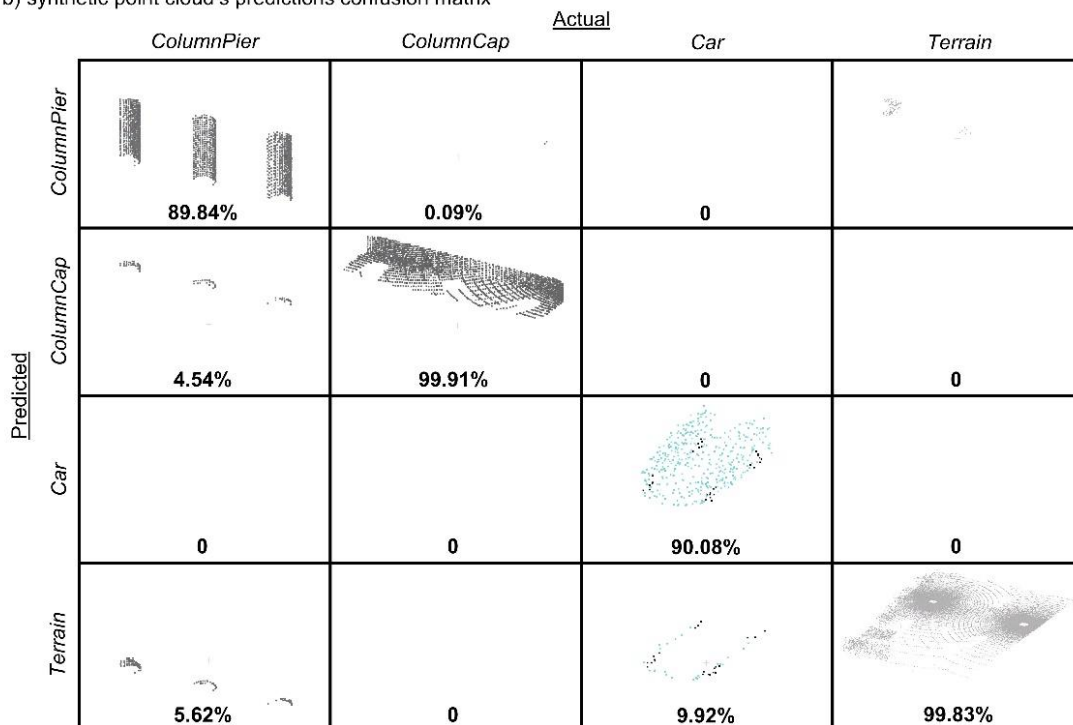 b) synthetic point cloud's predictions confusion matrix
Actual
ColumnPier ColumnCap Car Terrain
Predicted
ColumnPier
89.84% 0.09% 0
ColumnCap
4.54% 99.91% 0 0
Car
0 0 90.08% 0
Terrain
5.62% 0 9.92% 99.83%